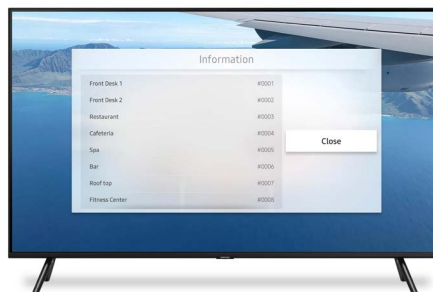 Information
Front Desk 1 #0001
Front Desk 2 #0002
Restaurant #0003
Cafeteria #0004
Spa #0005
Bar #0006
Roof top #0007
Fitness Center #0008
Close